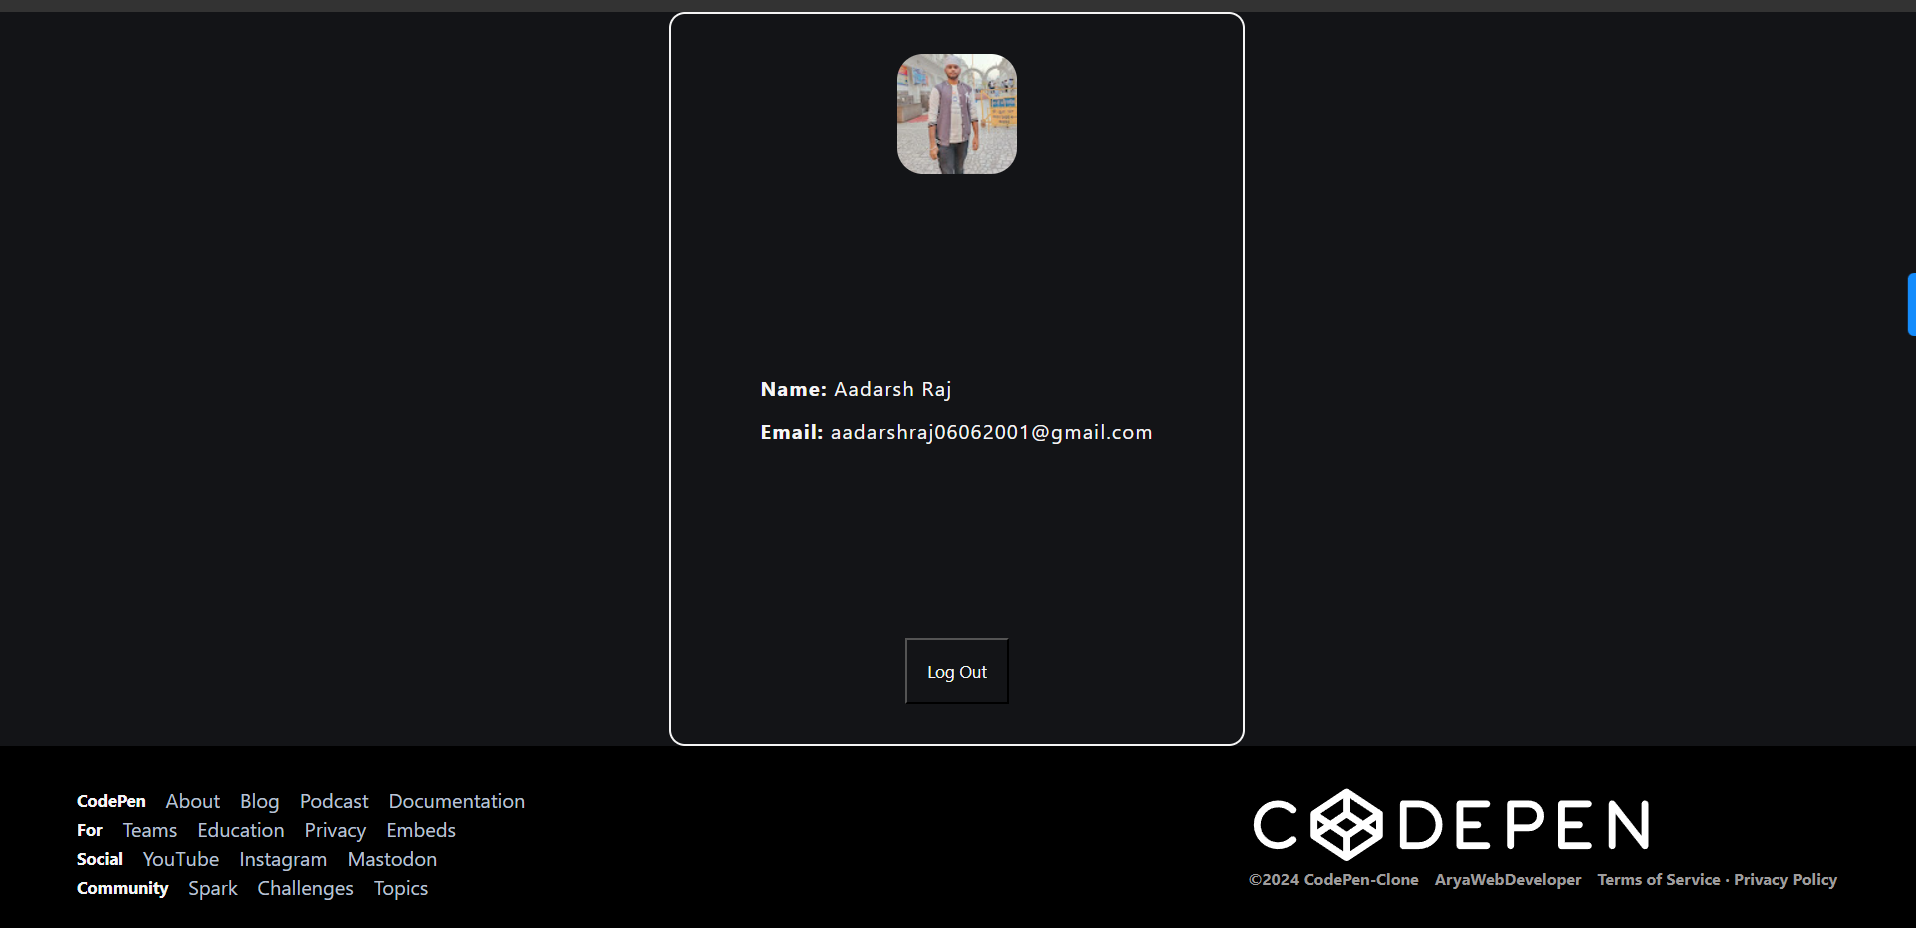 Name: Aadarsh Raj
Email: aadarshraj06062001@gmail.com
Log Out
CodePen About Blog Podcast Documentation
For Teams Education Privacy Embeds
Social YouTube Instagram Mastodon
Community Spark Challenges Topics
CODEPEN
©2024 CodePen-Clone AryaWebDeveloper Terms of Service · Privacy Policy